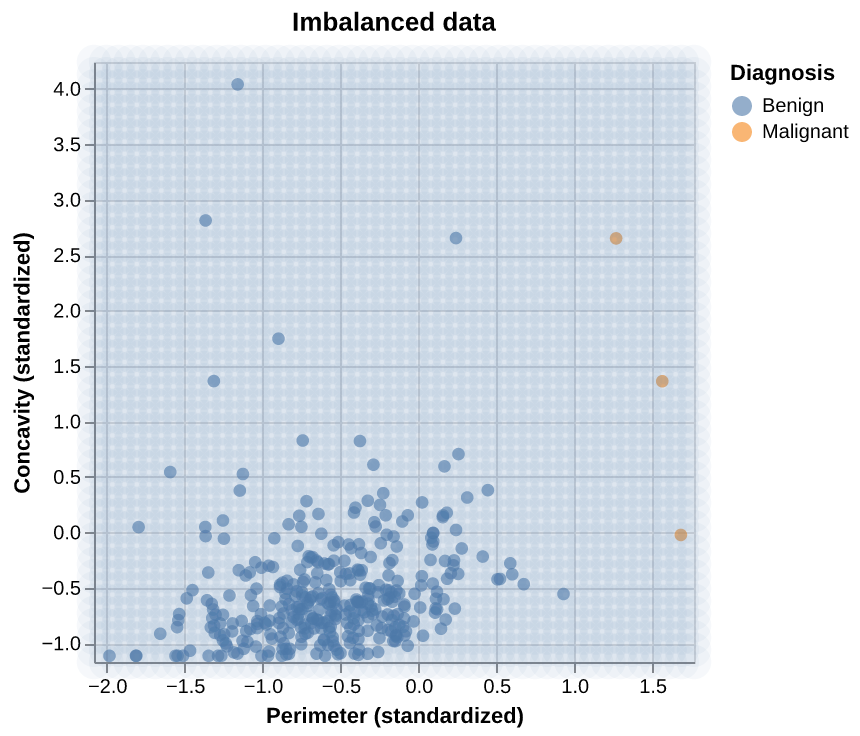 Imbalanced data
Diagnosis
Benign
Malignant
Concavity (standardized)
4.0
3.5
3.0
2.5
2.0
1.5
1.0
0.5
0.0
−0.5
−1.0
−2.0 −1.5 −1.0 −0.5 0.0 0.5 1.0 1.5
Perimeter (standardized)